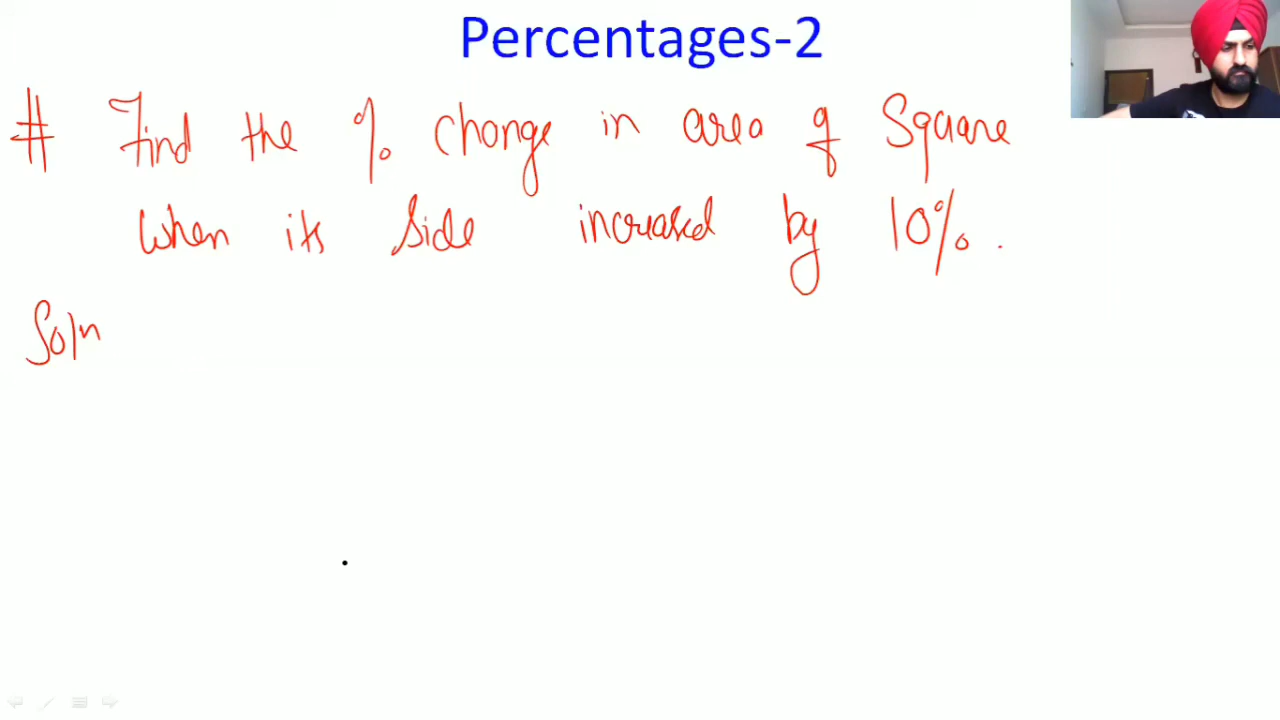 Percentages-2
# Find the % change in area of Square
when its side increased by 10%.
Soln